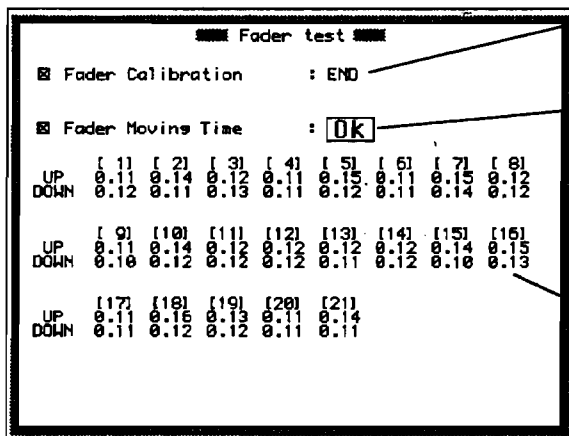 Fader test
Fader Calibration : END
Fader Moving Time : Ok
[ 1] [ 2] [ 3] [ 4] [ 5] [ 6] [ 7] [ 8]
UP 0.11 0.14 0.12 0.11 0.15 0.11 0.15 0.12
DOWN 0.12 0.11 0.13 0.11 0.12 0.11 0.14 0.12
[ 9] [10] [11] [12] [13] [14] [15] [16]
UP 0.11 0.14 0.12 0.12 0.12 0.12 0.14 0.15
DOWN 0.10 0.12 0.12 0.12 0.11 0.12 0.10 0.13
[17] [18] [19] [20] [21]
UP 0.11 0.16 0.13 0.11 0.14
DOWN 0.11 0.12 0.12 0.11 0.11